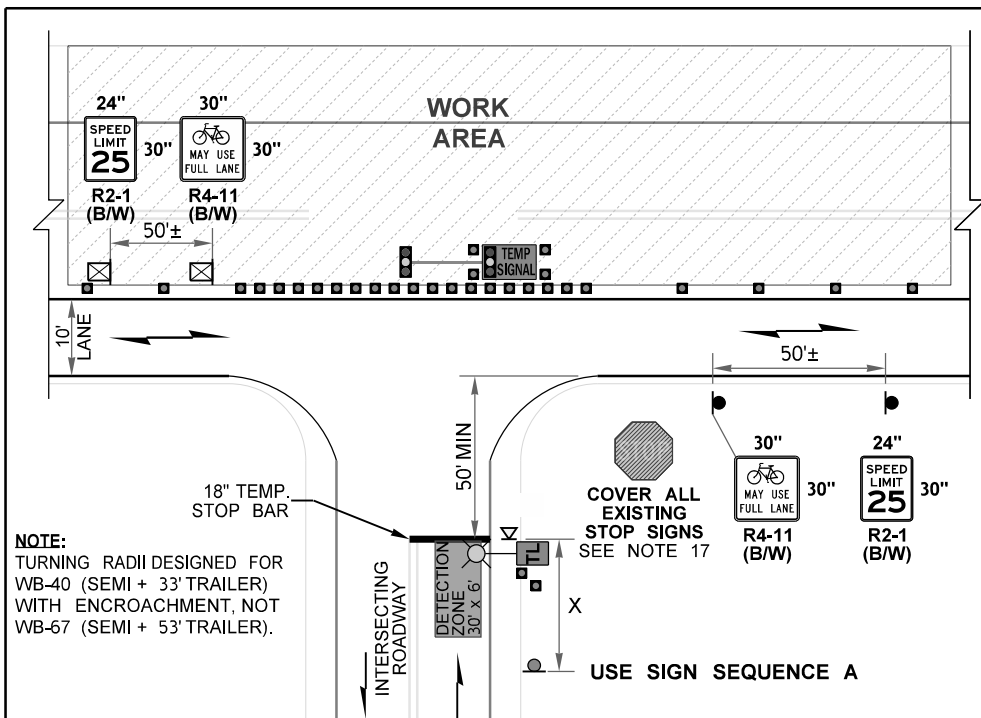 WORK
AREA
24"
SPEED
LIMIT
25
30"
R2-1
(B/W)
30"
MAY USE
FULL LANE
30"
R4-11
(B/W)
50'±
TEMP
SIGNAL
10'
LANE
50'±
50' MIN
STOP
COVER ALL
EXISTING
STOP SIGNS
SEE NOTE 17
30"
MAY USE
FULL LANE
30"
R4-11
(B/W)
24"
SPEED
LIMIT
25
30"
R2-1
(B/W)
18" TEMP.
STOP BAR
NOTE:
TURNING RADII DESIGNED FOR
WB-40 (SEMI + 33' TRAILER)
WITH ENCROACHMENT, NOT
WB-67 (SEMI + 53' TRAILER).
INTERSECTING
ROADWAY
DETECTION
ZONE
30' x 6'
TL
X
USE SIGN SEQUENCE A